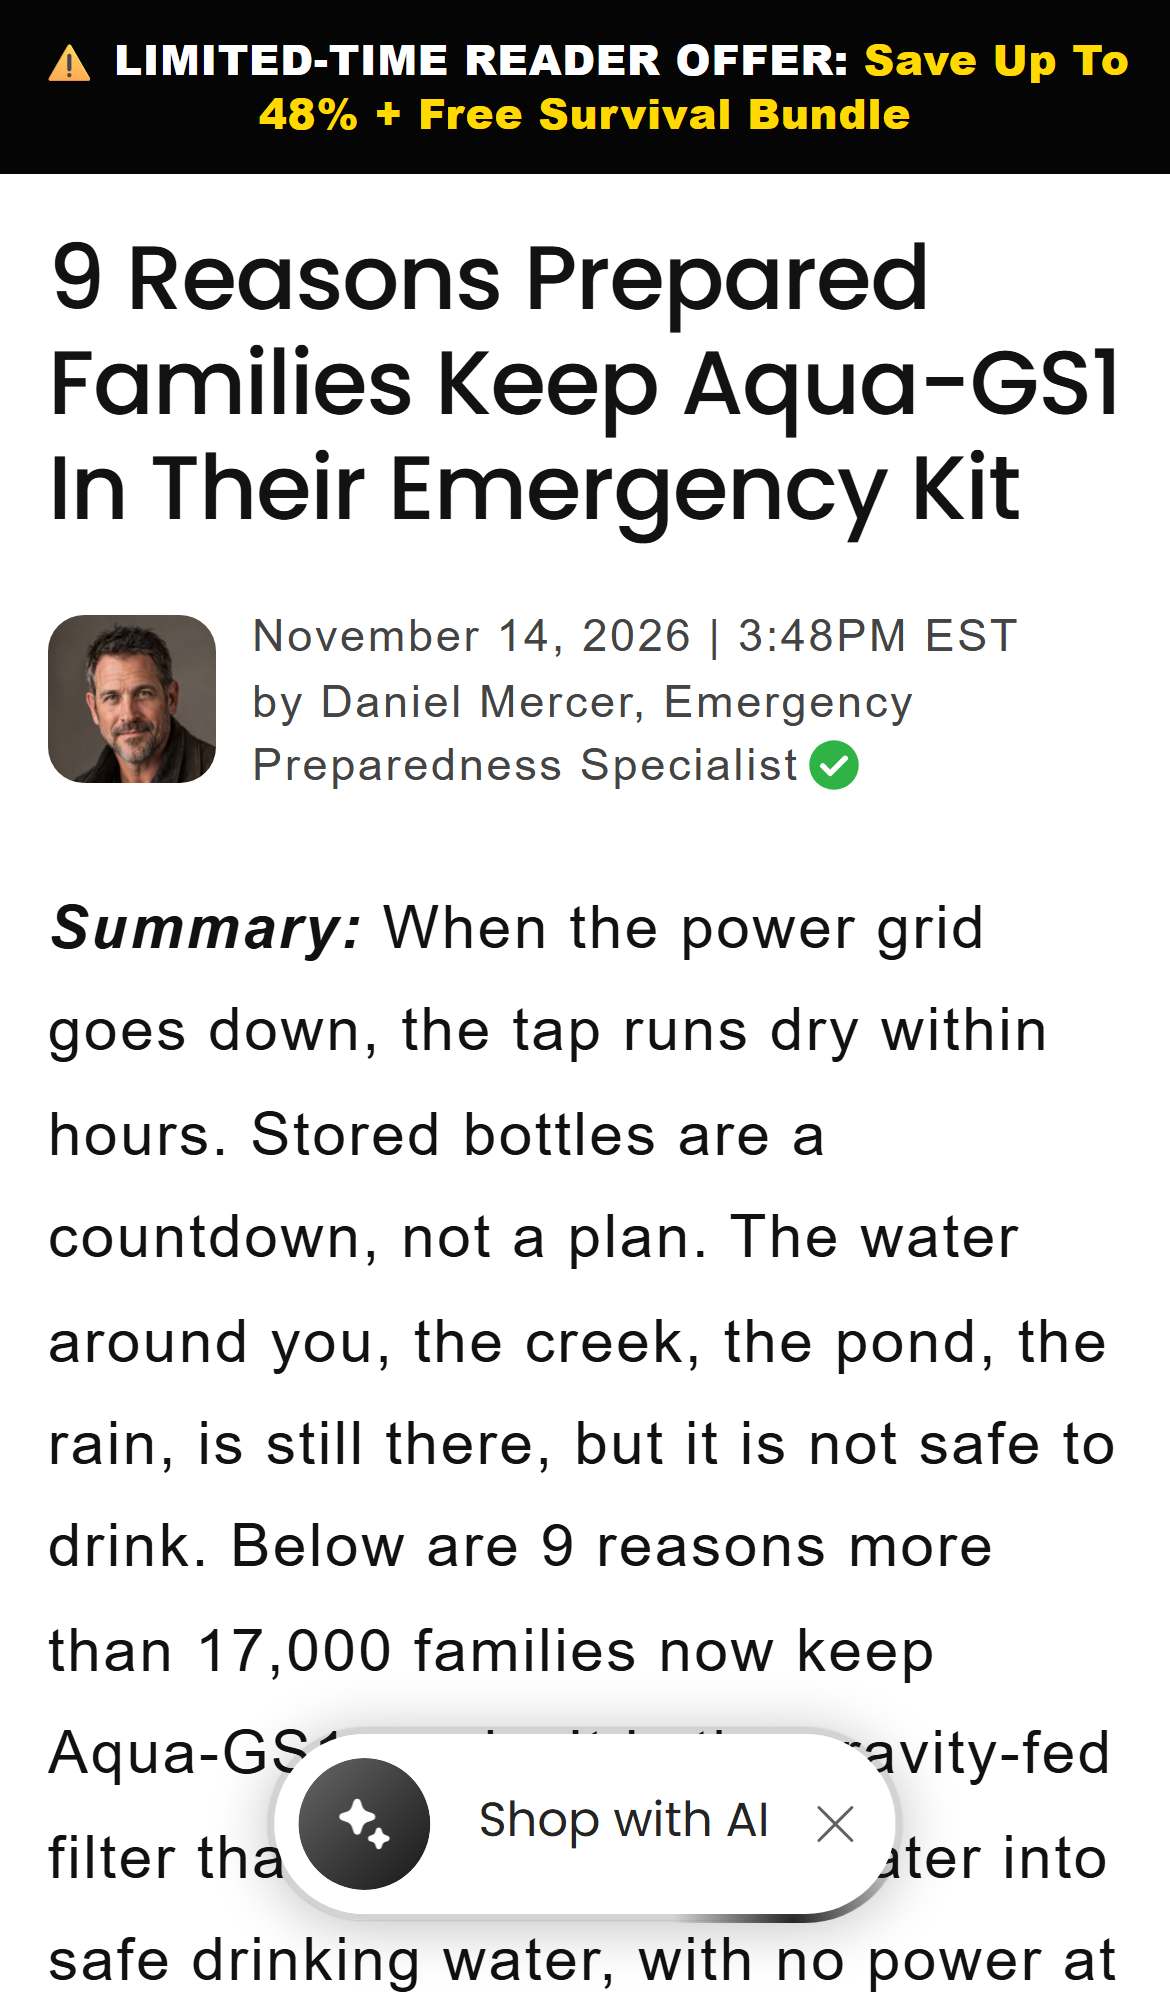 ⚠️ LIMITED-TIME READER OFFER: Save Up To
48% + Free Survival Bundle
9 Reasons Prepared
Families Keep Aqua-GS1
In Their Emergency Kit
November 14, 2026 | 3:48PM EST
by Daniel Mercer, Emergency
Preparedness Specialist
Summary: When the power grid
goes down, the tap runs dry within
hours. Stored bottles are a
countdown, not a plan. The water
around you, the creek, the pond, the
rain, is still there, but it is not safe to
drink. Below are 9 reasons more
than 17,000 families now keep
Aqua-GS1
filter
into
Shop with AI
safe drinking water, with no power at